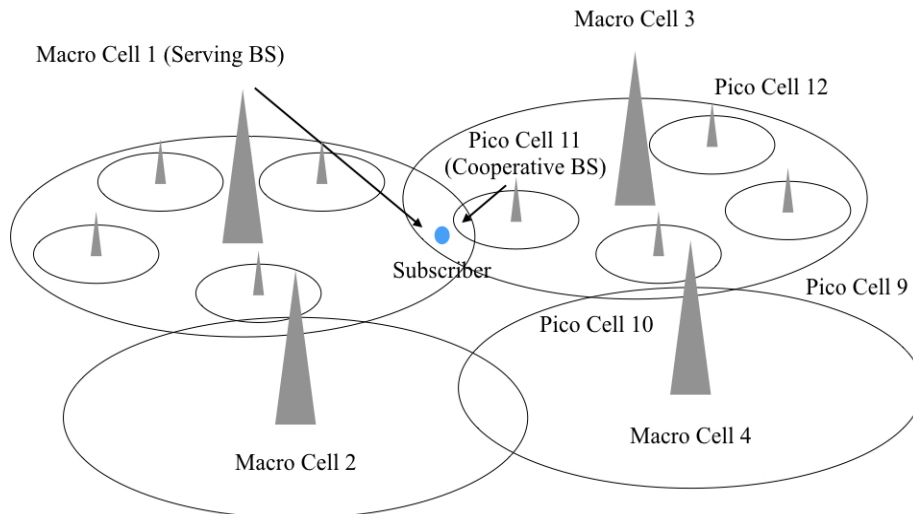 Macro Cell 3
Macro Cell 1 (Serving BS)
Pico Cell 12
Pico Cell 11
(Cooperative BS)
Subscriber
Pico Cell 9
Pico Cell 10
Macro Cell 4
Macro Cell 2